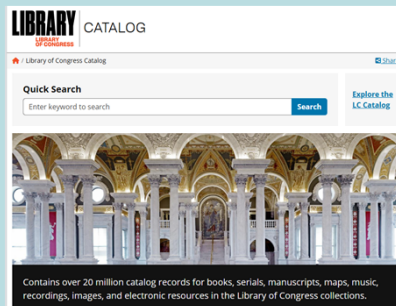 LIBRARY
LIBRARY
OF CONGRESS
CATALOG
/ Library of Congress Catalog
Shar
Quick Search
Enter keyword to search
Search
Explore the
LC Catalog
Contains over 20 million catalog records for books, serials, manuscripts, maps, music,
recordings, images, and electronic resources in the Library of Congress collections.